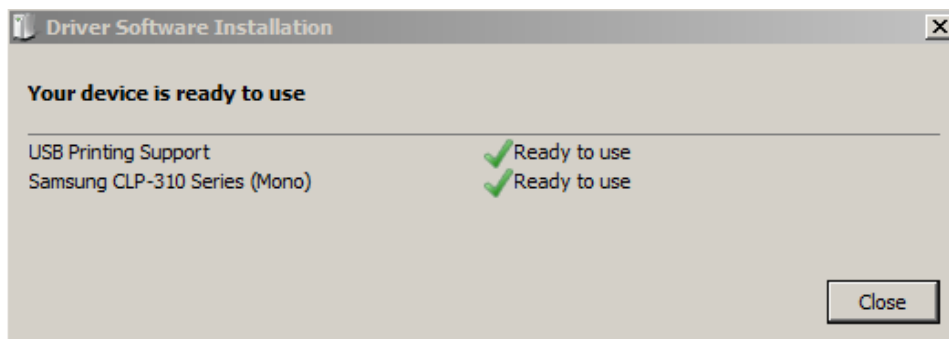 Driver Software Installation
Your device is ready to use
USB Printing Support Ready to use
Samsung CLP-310 Series (Mono) Ready to use
Close